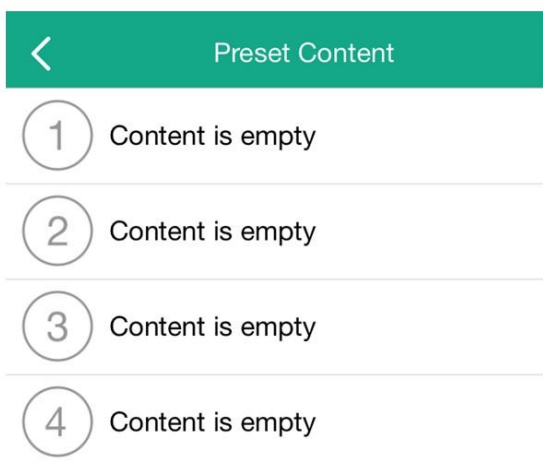 Preset Content
1 Content is empty
2 Content is empty
3 Content is empty
4 Content is empty